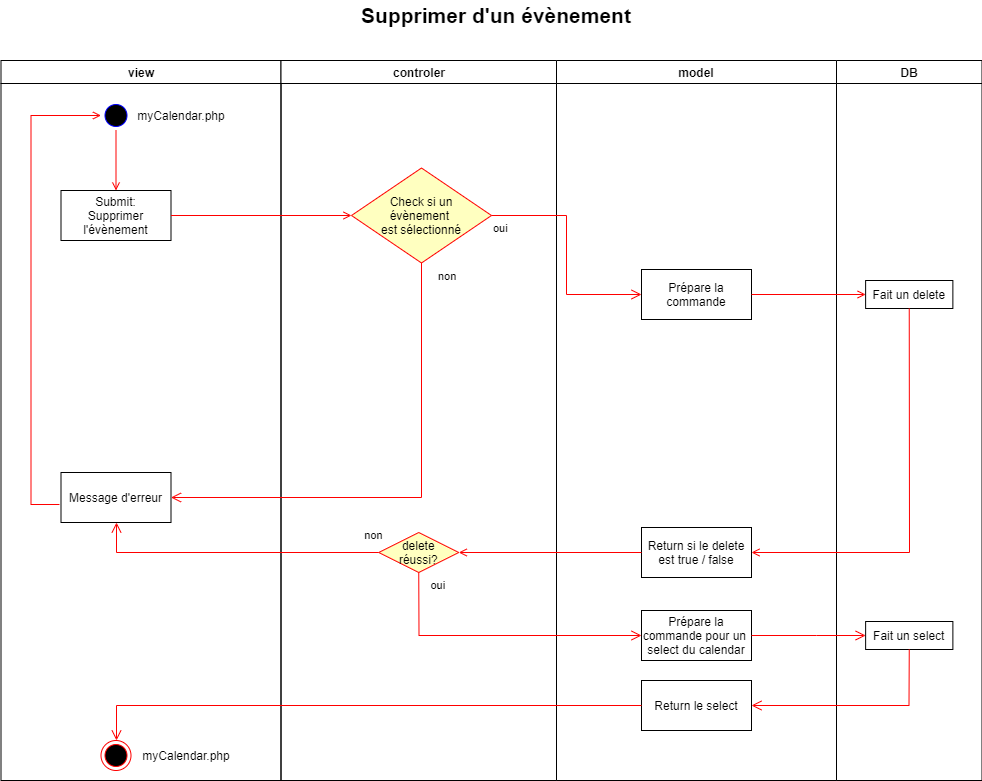 Supprimer d'un évènement
view
controler
model
DB
myCalendar.php
Submit:
Supprimer
l'évènement
Check si un
évènement
est sélectionné
oui
non
Prépare la
commande
Fait un delete
Message d'erreur
non
delete
réussi?
oui
Return si le delete
est true / false
Prépare la
commande pour un
select du calendar
Fait un select
Return le select
myCalendar.php